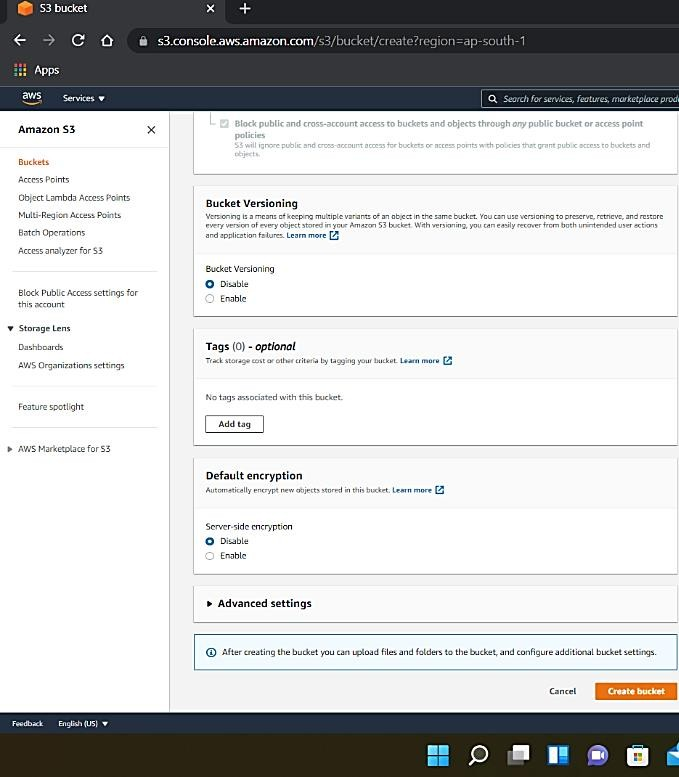 S3 bucket
s3.console.aws.amazon.com/s3/bucket/create?region=ap-south-1
Apps
aws
Services
Search for services, features, marketplace produ
Amazon S3
Buckets
Access Points
Object Lambda Access Points
Multi-Region Access Points
Batch Operations
Access analyzer for S3
Block Public Access settings for
this account
Storage Lens
Dashboards
AWS Organizations settings
Feature spotlight
AWS Marketplace for S3
Block public and cross-account access to buckets and objects through any public bucket or access point
policies
S3 will ignore public and cross-account access for buckets or access points with policies that grant public access to buckets and
objects.
Bucket Versioning
Versioning is a means of keeping multiple variants of an object in the same bucket. You can use versioning to preserve, retrieve, and restore
every version of every object stored in your Amazon S3 bucket. With versioning, you can easily recover from both unintended user actions
and application failures. Learn more
Bucket Versioning
Disable
Enable
Tags (0) - optional
Track storage cost or other criteria by tagging your bucket. Learn more
No tags associated with this bucket.
Add tag
Default encryption
Automatically encrypt new objects stored in this bucket. Learn more
Server-side encryption
Disable
Enable
Advanced settings
After creating the bucket you can upload files and folders to the bucket, and configure additional bucket settings.
Cancel
Create bucket
Feedback
English (US)